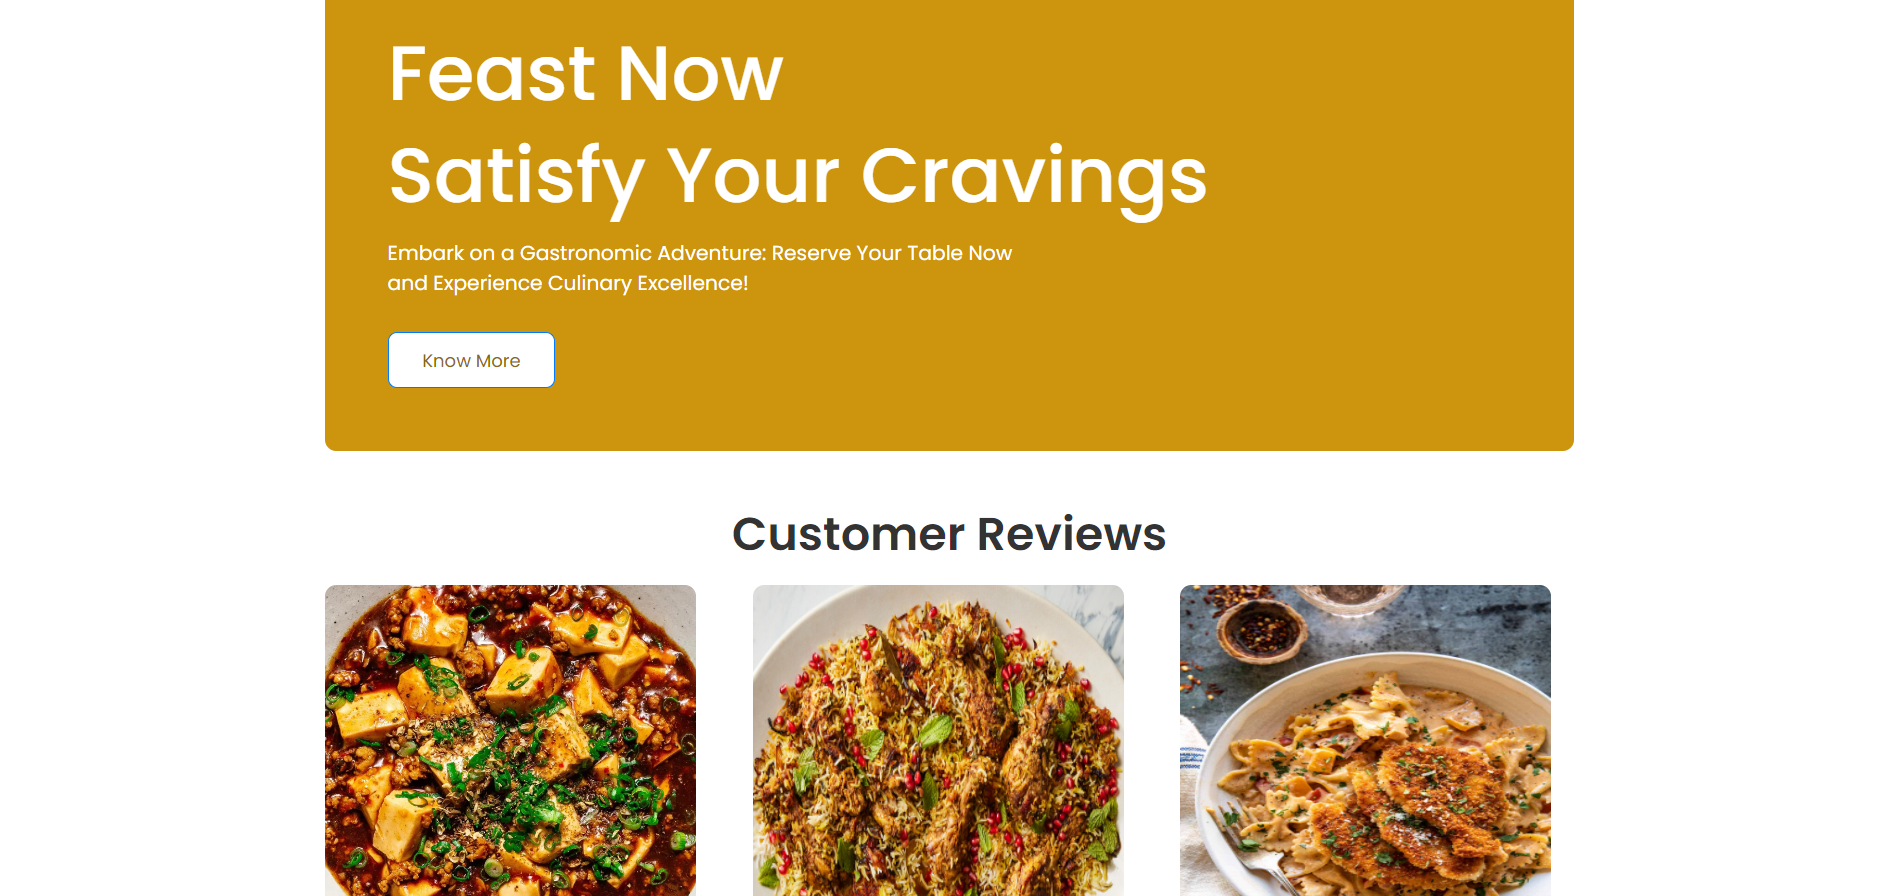 Feast Now
Satisfy Your Cravings
Embark on a Gastronomic Adventure: Reserve Your Table Now
and Experience Culinary Excellence!
Know More
Customer Reviews